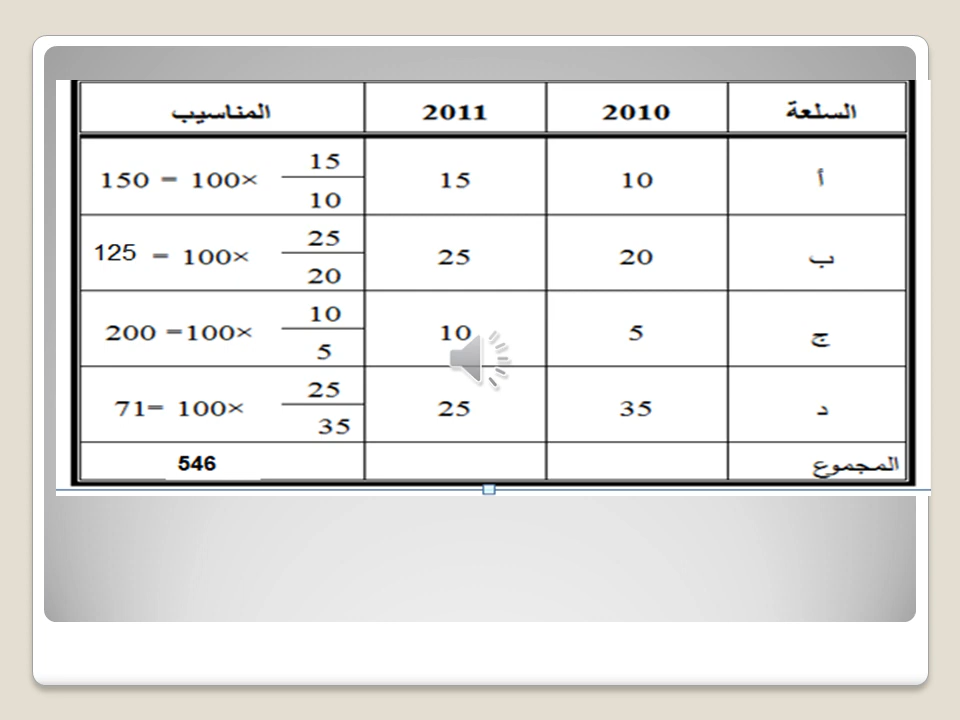 السلعة 2010 2011 المناسيب
أ 10 15 15/10 ×100 = 150
ب 20 25 25/20 ×100 = 125
ج 5 10 10/5 ×100= 200
د 35 25 25/35 ×100 =71
المجموع 546